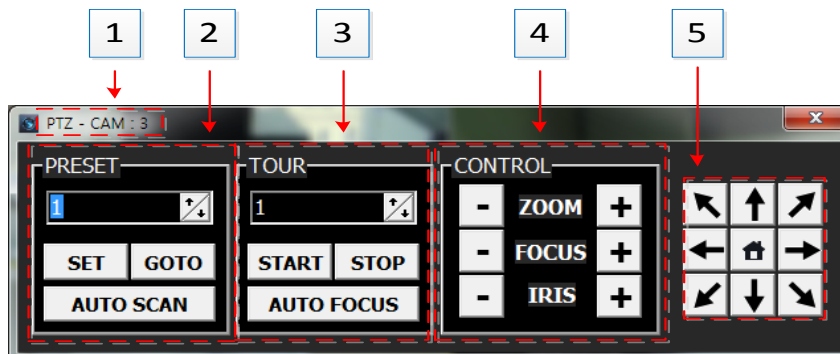 1 2 3 4 5
PTZ - CAM : 3 x
PRESET TOUR CONTROL
1 1 - ZOOM +
SET GOTO START STOP - FOCUS +
AUTO SCAN AUTO FOCUS - IRIS +